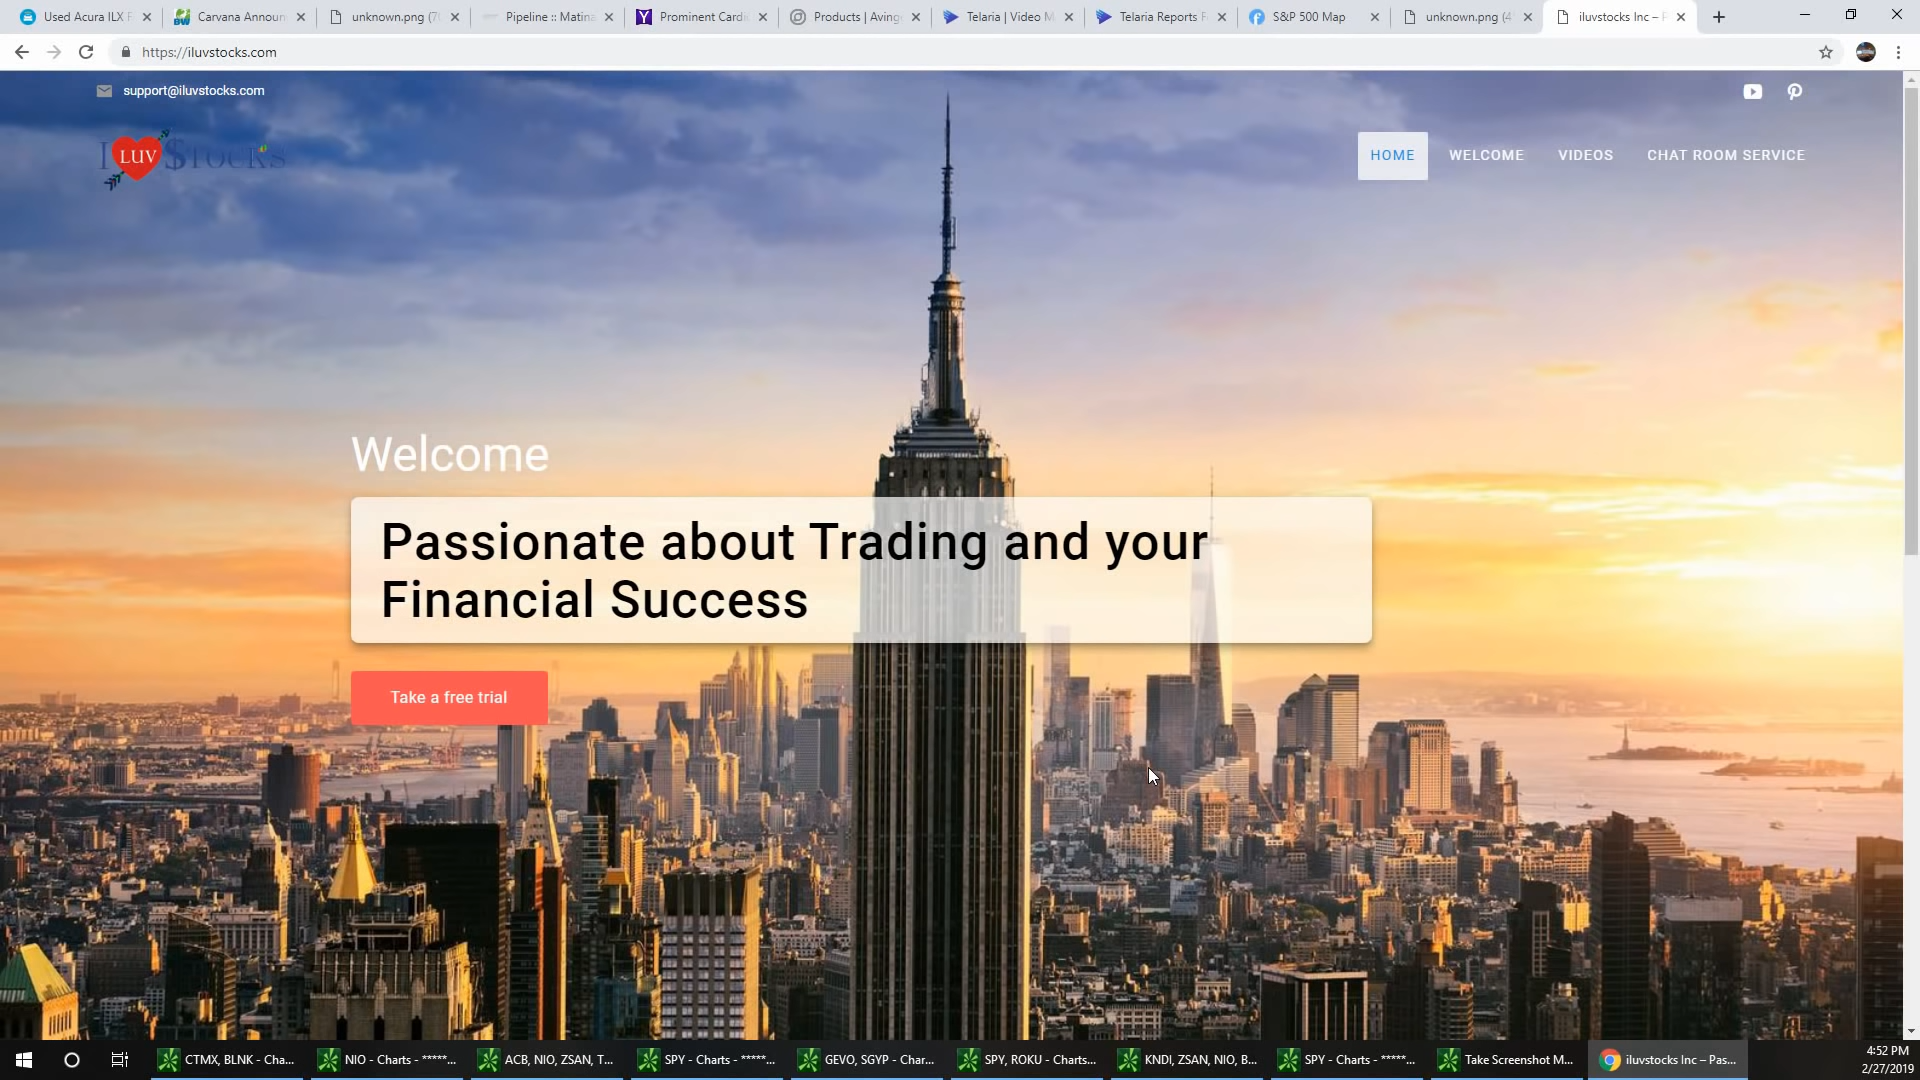 Used Acura ILX F
Carvana Announ
unknown.png (7
Pipeline :: Matina
Prominent Cardi
Products | Avinge
Telaria | Video M
Telaria Reports F
S&P 500 Map
unknown.png (4
iluvstocks Inc – P
https://iluvstocks.com
support@iluvstocks.com
I LUV $TOCKS
HOME
WELCOME
VIDEOS
CHAT ROOM SERVICE
Welcome
Passionate about Trading and your
Financial Success
Take a free trial
CTMX, BLNK - Cha...
NIO - Charts - *****...
ACB, NIO, ZSAN, T...
SPY - Charts - *****...
GEVO, SGYP - Char...
SPY, ROKU - Charts...
KNDI, ZSAN, NIO, B...
SPY - Charts - *****...
Take Screenshot M...
iluvstocks Inc – Pas...
4:52 PM
2/27/2019